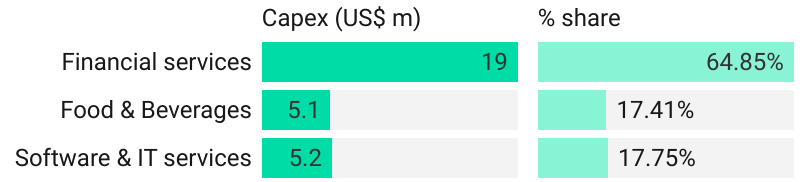 Capex (US$ m) % share
Financial services 19 64.85%
Food & Beverages 5.1 17.41%
Software & IT services 5.2 17.75%